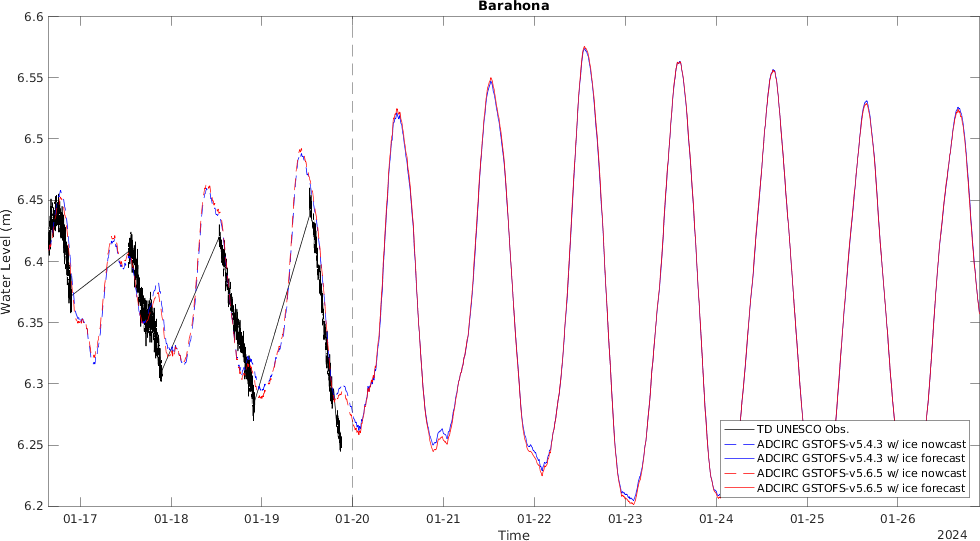 Barahona
6.6
6.55
6.5
6.45
6.4
6.35
6.3
6.25
6.2
Water Level (m)
TD UNESCO Obs.
ADCIRC GSTOFS-v5.4.3 w/ ice nowcast
ADCIRC GSTOFS-v5.4.3 w/ ice forecast
ADCIRC GSTOFS-v5.6.5 w/ ice nowcast
ADCIRC GSTOFS-v5.6.5 w/ ice forecast
01-17 01-18 01-19 01-20 01-21 01-22 01-23 01-24 01-25 01-26
Time
2024